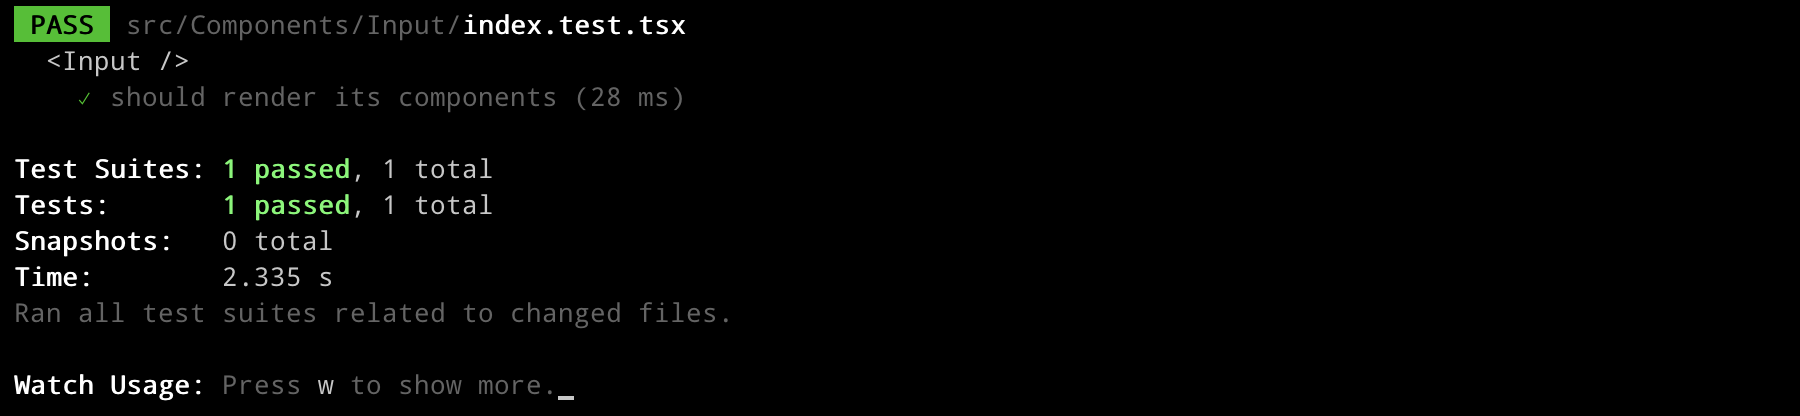 PASS src/Components/Input/index.test.tsx
<Input />
✓ should render its components (28 ms)
Test Suites: 1 passed, 1 total
Tests: 1 passed, 1 total
Snapshots: 0 total
Time: 2.335 s
Ran all test suites related to changed files.
Watch Usage: Press w to show more.